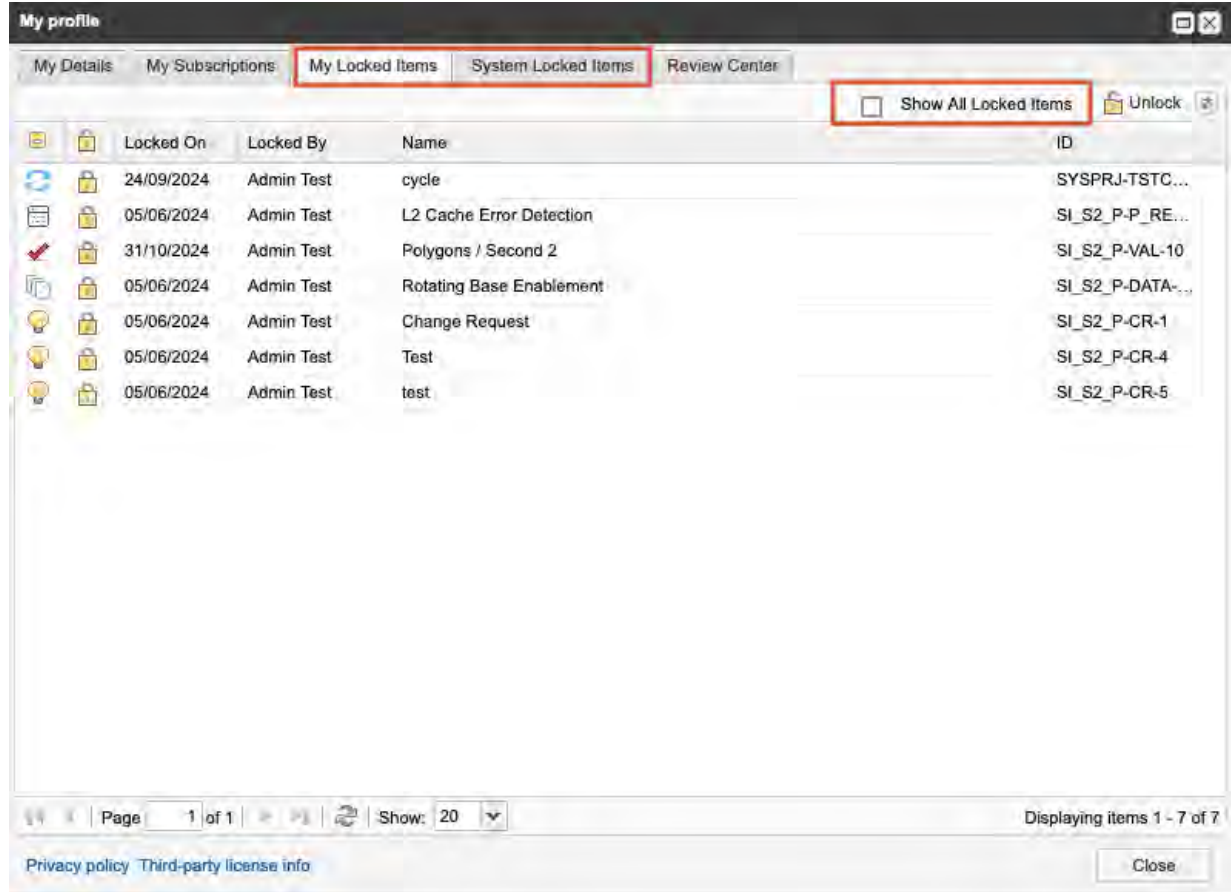 My profile
My Details My Subscriptions My Locked Items System Locked Items Review Center
Show All Locked Items Unlock
Locked On Locked By Name ID
24/09/2024 Admin Test cycle SYSPRJ-TSTC...
05/06/2024 Admin Test L2 Cache Error Detection SI_S2_P-P_RE...
31/10/2024 Admin Test Polygons / Second 2 SI_S2_P-VAL-10
05/06/2024 Admin Test Rotating Base Enablement SI_S2_P-DATA-...
05/06/2024 Admin Test Change Request SI_S2_P-CR-1
05/06/2024 Admin Test Test SI_S2_P-CR-4
05/06/2024 Admin Test test SI_S2_P-CR-5
Page 1 of 1 Show: 20 Displaying items 1 - 7 of 7
Privacy policy Third-party license info Close